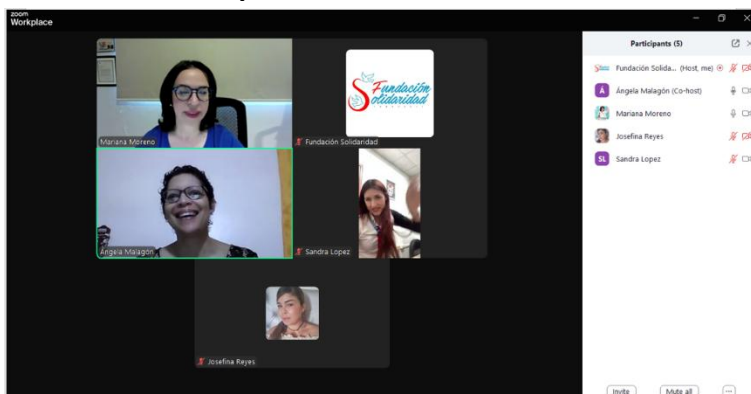 zoom
Workplace
Participants (5)
Fundación Solida... (Host, me)
A Ángela Malagón (Co-host)
Mariana Moreno
Josefina Reyes
SL Sandra Lopez
Mariana Moreno
Fundación
Solidaridad
Fundación Solidaridad
Ángela Malagón
Sandra Lopez
Josefina Reyes
Invite
Mute all